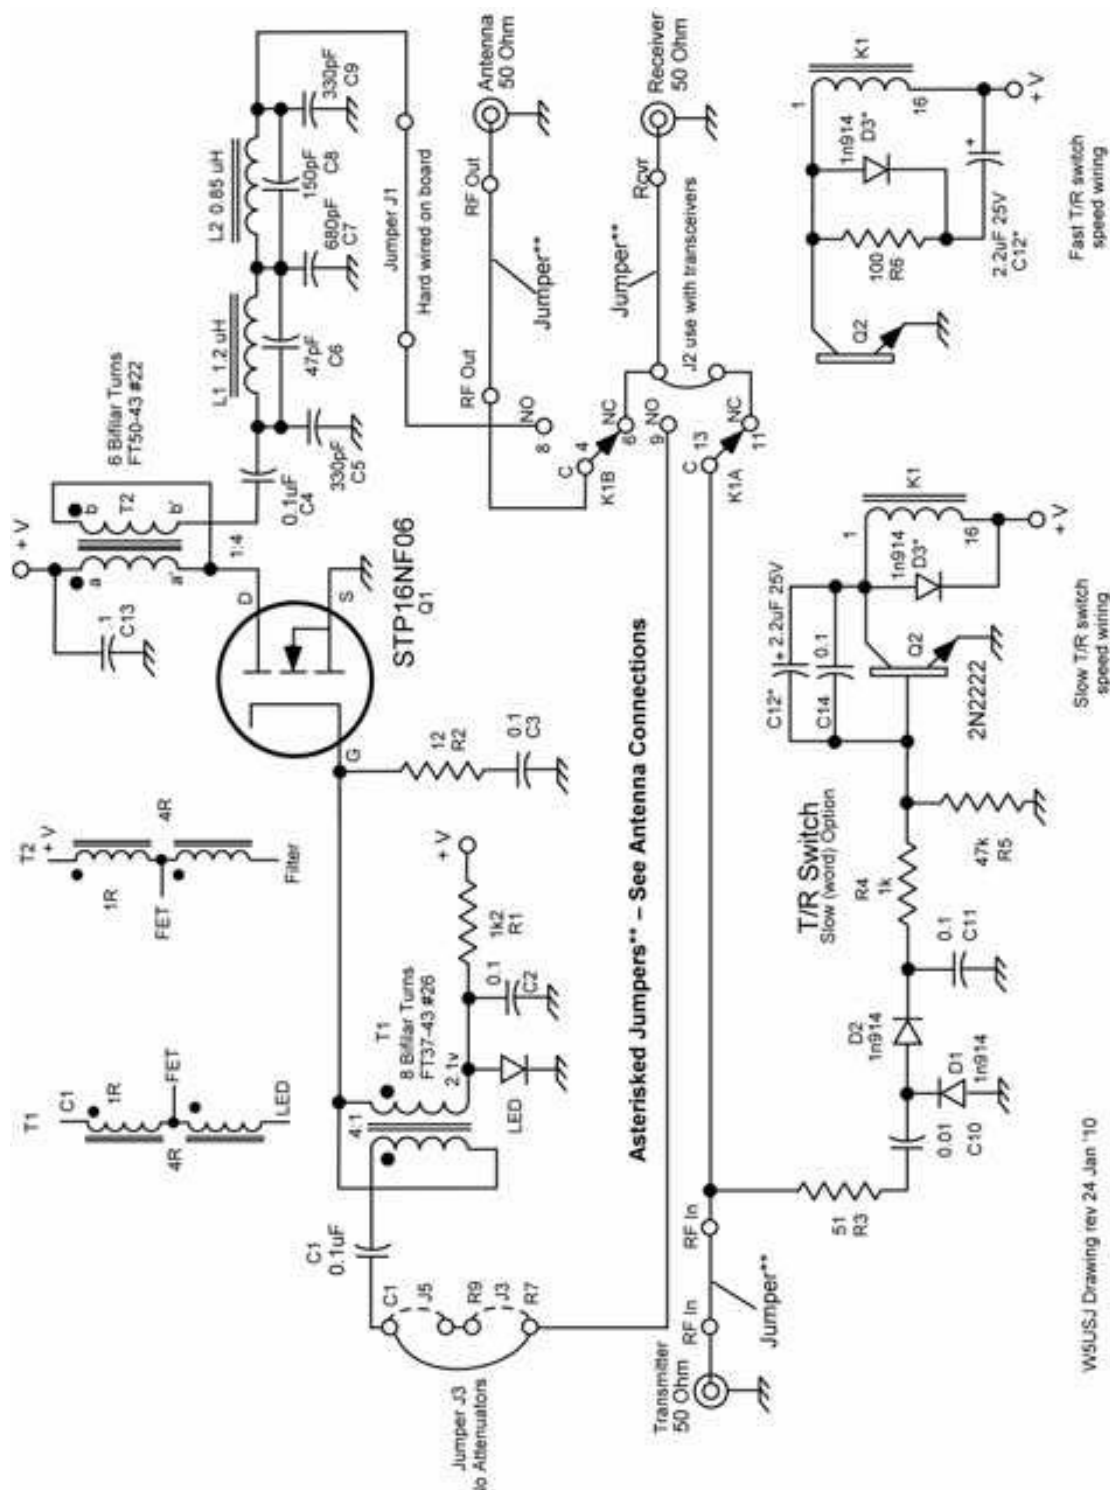 T1
C1
1R
FET
4R
LED
T2
+ V
1R
FET
4R
Filter
+ V
.1
C13
a
a'
b
b'
T2
1:4
6 Bifilar Turns
FT50-43 #22
D
S
G
STP16NF06
Q1
0.1uF
C4
L1 1.2 uH
47pF
C6
330pF
C5
L2 0.85 uH
150pF
C8
680pF
C7
330pF
C9
Jumper J1
Hard wired on board
12
R2
0.1
C3
T1
8 Bifilar Turns
FT37-43 #26
4:1
2.1v
LED
0.1
C2
1k2
R1
+ V
C1
0.1uF
C1
J5
R9
J3
R7
Jumper J3
Attenuators
Antenna
50 Ohm
RF Out
Jumper**
RF Out
Receiver
50 Ohm
Rcvr
Jumper**
J2 use with transceivers
NO
8
C
4
K1B
NC
6
NO
9
C
13
K1A
NC
11
Asterisked Jumpers** – See Antenna Connections
Transmitter
50 Ohm
RF In
Jumper**
RF In
51
R3
0.01
C10
D1
1n914
D2
1n914
0.1
C11
T/R Switch
Slow (word) Option
R4
1k
47k
R5
C12*
+ 2.2uF 25V
C14
0.1
Q2
2N2222
1n914
D3*
1
K1
16
+ V
Slow T/R switch
speed wiring
Q2
100
R6
1n914
D3*
1
K1
16
+ V
+
2.2uF 25V
C12*
Fast T/R switch
speed wiring
W5USJ Drawing rev 24 Jan '10